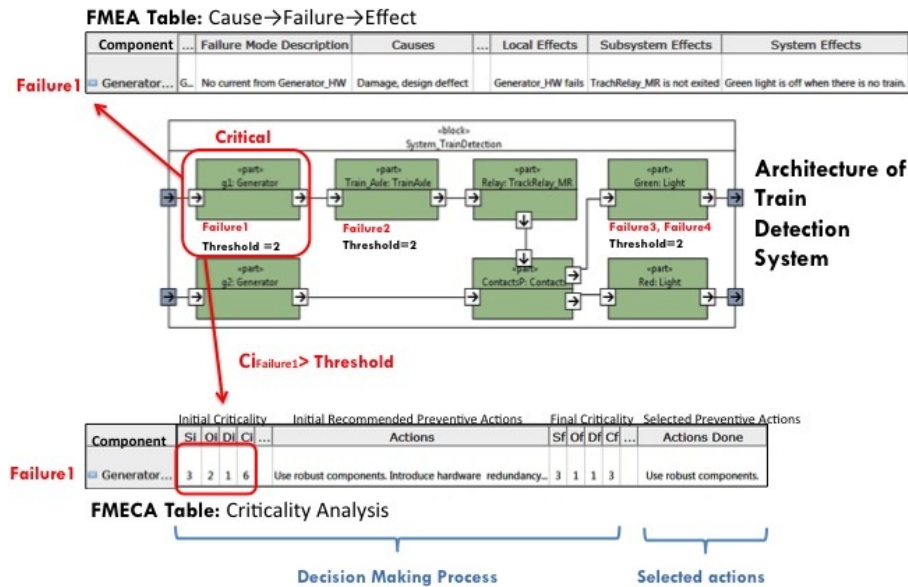 FMEA Table: Cause→Failure→Effect
Component ... Failure Mode Description Causes ... Local Effects Subsystem Effects System Effects
Failure1 Generator... G... No current from Generator_HW Damage, design deffect Generator_HW fails TrachRelay_MR is not exited Green light is off when there is no train.
Critical
«block»
System_TrainDetection
«part»
g1: Generator
«part»
Train_Axle: TrainAxle
«part»
Relay: TrackRelay_MR
«part»
Green: Light
Failure1
Threshold =2
Failure2
Threshold=2
Failure3, Failure4
Threshold=2
«part»
g2: Generator
«part»
ContactsP: Contacts
«part»
Red: Light
Architecture of
Train
Detection
System
CiFailure1> Threshold
Initial Criticality Initial Recommended Preventive Actions Final Criticality Selected Preventive Actions
Component Si Oi Di Ci ... Actions Sf Of Df Cf ... Actions Done
Failure1 Generator... 3 2 1 6 Use robust components. Introduce hardware redundancy... 3 1 1 3 Use robust components.
FMECA Table: Criticality Analysis
Decision Making Process
Selected actions